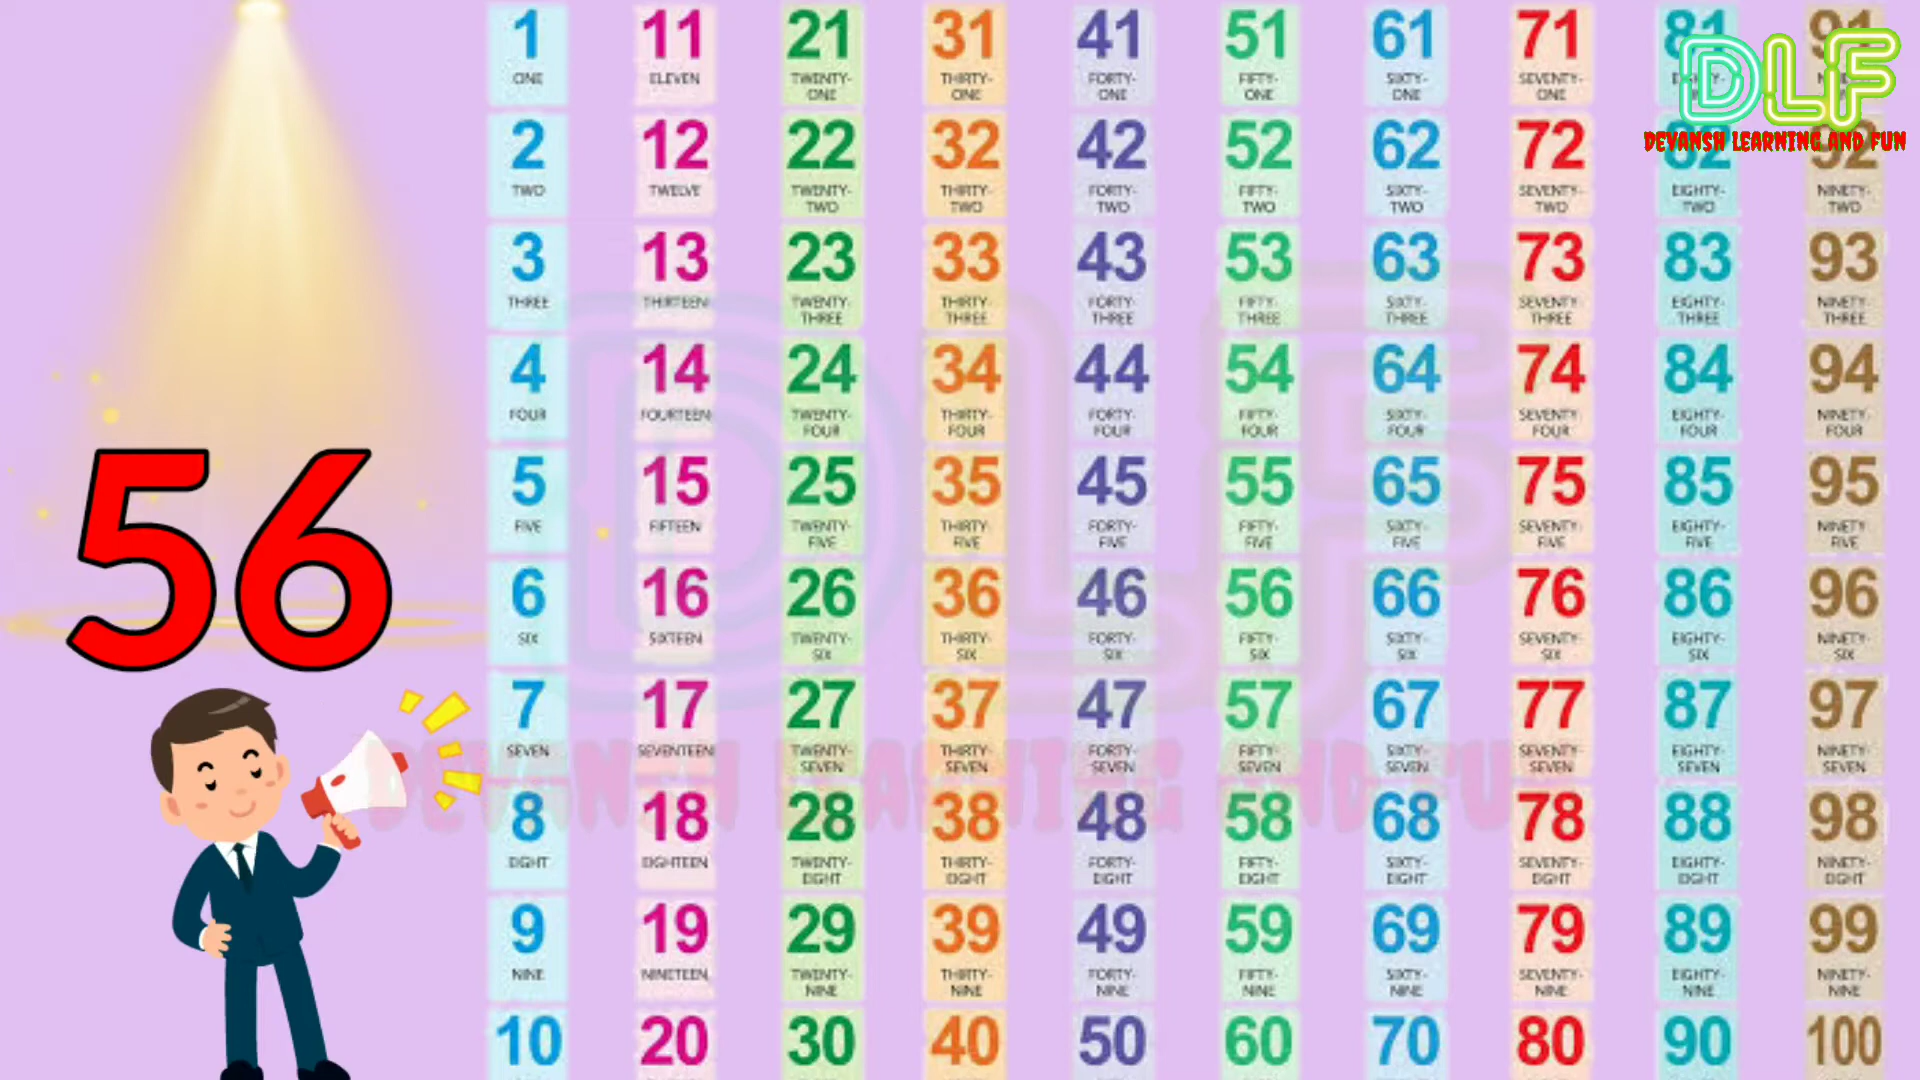 1 11 21 31 41 51 61 71 81 91
ONE ELEVEN TWENTY- THIRTY- FORTY- FIFTY- SIXTY- SEVENTY-
ONE ONE ONE ONE ONE ONE
DLF
DEVANSH LEARNING AND FUN
2 12 22 32 42 52 62 72 82 92
TWO TWELVE TWENTY- THIRTY- FORTY- FIFTY- SIXTY- SEVENTY- EIGHTY- NINETY-
TWO TWO TWO TWO TWO TWO TWO TWO
3 13 23 33 43 53 63 73 83 93
THREE THIRTEEN TWENTY- THIRTY- FORTY- FIFTY- SIXTY- SEVENTY- EIGHTY- NINETY-
THREE THREE THREE THREE THREE THREE THREE THREE
4 14 24 34 44 54 64 74 84 94
FOUR FOURTEEN TWENTY- THIRTY- FORTY- FIFTY- SIXTY- SEVENTY- EIGHTY- NINETY-
FOUR FOUR FOUR FOUR FOUR FOUR FOUR FOUR
5 15 25 35 45 55 65 75 85 95
FIVE FIFTEEN TWENTY- THIRTY- FORTY- FIFTY- SIXTY- SEVENTY- EIGHTY- NINETY-
FIVE FIVE FIVE FIVE FIVE FIVE FIVE FIVE
56
6 16 26 36 46 56 66 76 86 96
SIX SIXTEEN TWENTY- THIRTY- FORTY- FIFTY- SIXTY- SEVENTY- EIGHTY- NINETY-
SIX SIX SIX SIX SIX SIX SIX SIX
DLF
7 17 27 37 47 57 67 77 87 97
SEVEN SEVENTEEN TWENTY- THIRTY- FORTY- FIFTY- SIXTY- SEVENTY- EIGHTY- NINETY-
SEVEN SEVEN SEVEN SEVEN SEVEN SEVEN SEVEN SEVEN
DEVANSH LEARNING AND FUN
8 18 28 38 48 58 68 78 88 98
EIGHT EIGHTEEN TWENTY- THIRTY- FORTY- FIFTY- SIXTY- SEVENTY- EIGHTY- NINETY-
EIGHT EIGHT EIGHT EIGHT EIGHT EIGHT EIGHT EIGHT
9 19 29 39 49 59 69 79 89 99
NINE NINETEEN TWENTY- THIRTY- FORTY- FIFTY- SIXTY- SEVENTY- EIGHTY- NINETY-
NINE NINE NINE NINE NINE NINE NINE NINE
10 20 30 40 50 60 70 80 90 100